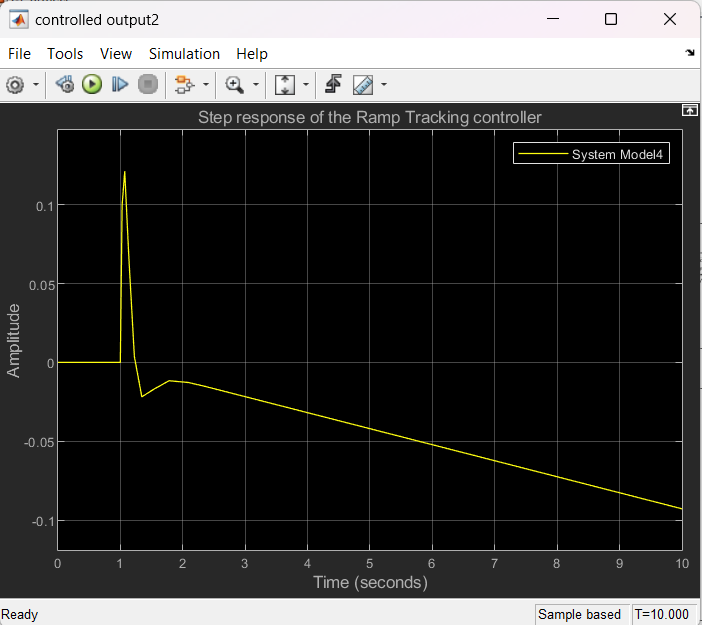 controlled output2
File Tools View Simulation Help
Step response of the Ramp Tracking controller
System Model4
0.1
0.05
0
-0.05
-0.1
Amplitude
0 1 2 3 4 5 6 7 8 9 10
Time (seconds)
Ready Sample based T=10.000